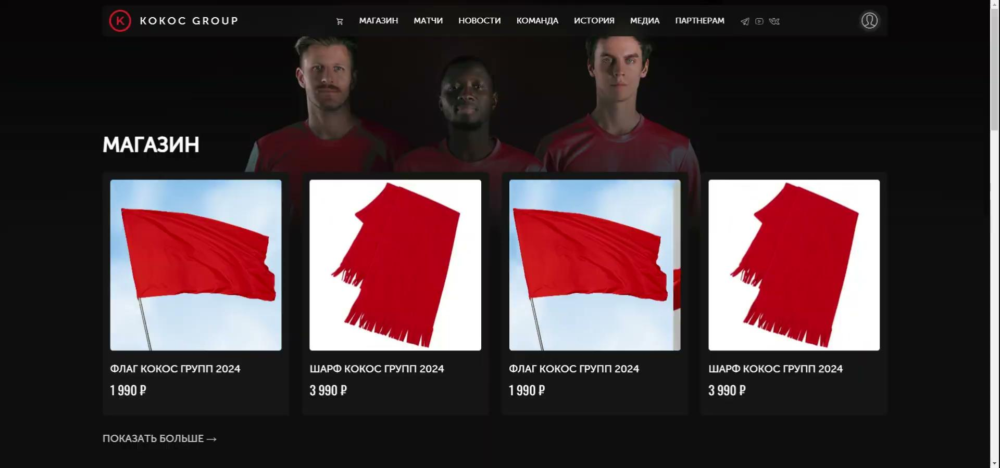 K КОКОС GROUP
МАГАЗИН МАТЧИ НОВОСТИ КОМАНДА ИСТОРИЯ МЕДИА ПАРТНЕРАМ
МАГАЗИН
ФЛАГ КОКОС ГРУПП 2024
1 990 ₽
ШАРФ КОКОС ГРУПП 2024
3 990 ₽
ФЛАГ КОКОС ГРУПП 2024
1 990 ₽
ШАРФ КОКОС ГРУПП 2024
3 990 ₽
ПОКАЗАТЬ БОЛЬШЕ →